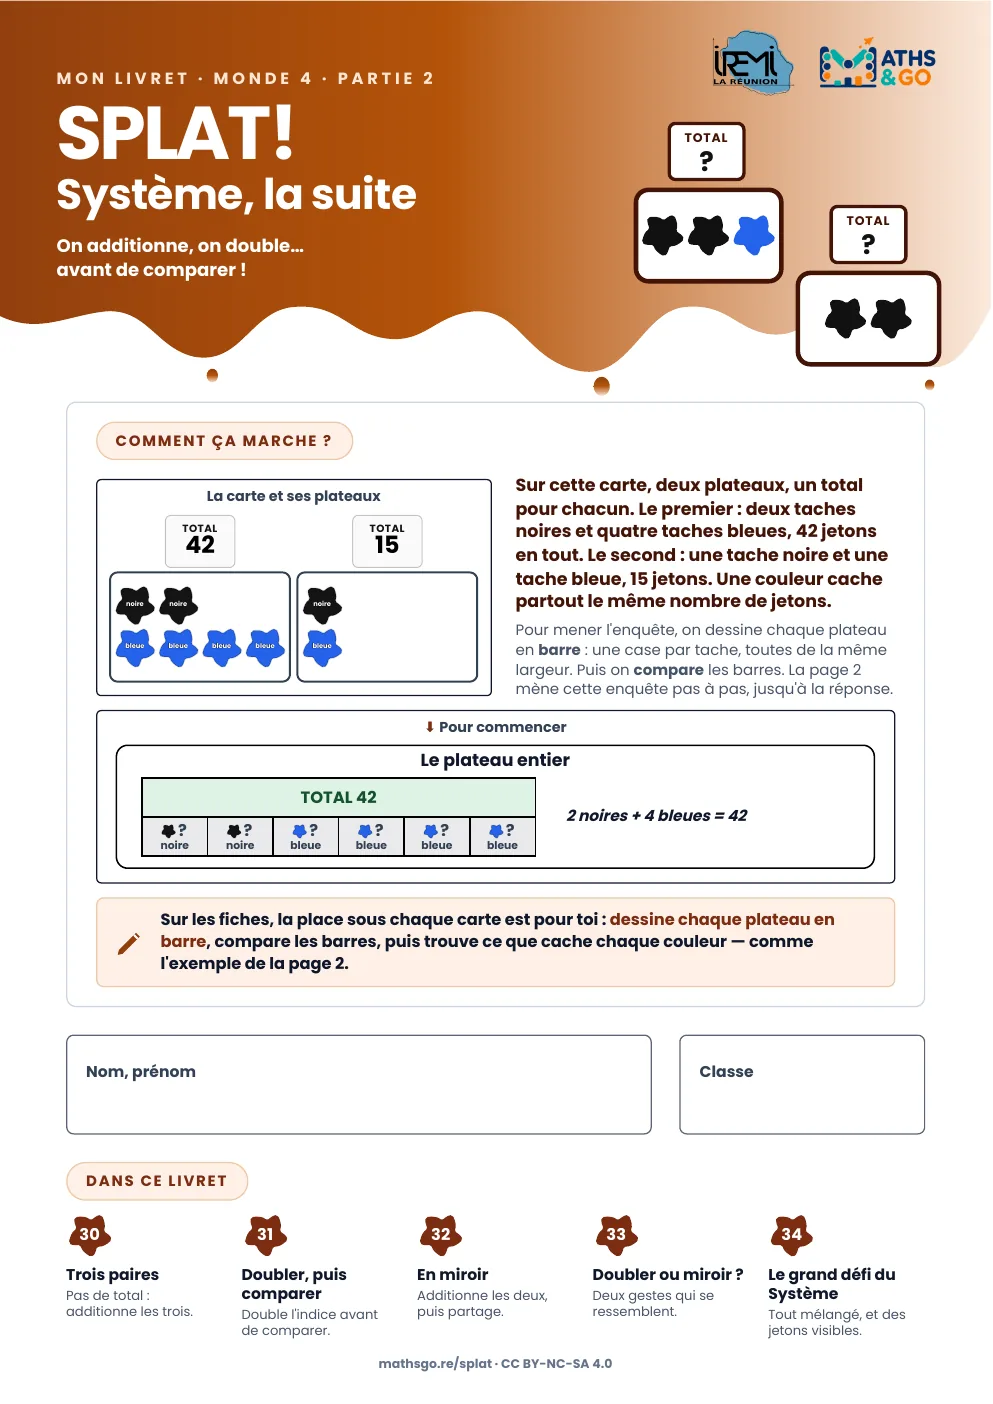 MON LIVRET · MONDE 4 · PARTIE 2
SPLAT!
Système, la suite
On additionne, on double…
avant de comparer !
IREMI
LA RÉUNION
MATHS
&GO
TOTAL
?
TOTAL
?
COMMENT ÇA MARCHE ?
La carte et ses plateaux
TOTAL
42
TOTAL
15
noire noire
bleue bleue bleue bleue
noire
bleue
Sur cette carte, deux plateaux, un total
pour chacun. Le premier : deux taches
noires et quatre taches bleues, 42 jetons
en tout. Le second : une tache noire et une
tache bleue, 15 jetons. Une couleur cache
partout le même nombre de jetons.
Pour mener l'enquête, on dessine chaque plateau
en barre : une case par tache, toutes de la même
largeur. Puis on compare les barres. La page 2
mène cette enquête pas à pas, jusqu'à la réponse.
⬇ Pour commencer
Le plateau entier
TOTAL 42
? ? ? ? ? ?
noire noire bleue bleue bleue bleue
2 noires + 4 bleues = 42
Sur les fiches, la place sous chaque carte est pour toi : dessine chaque plateau en
barre, compare les barres, puis trouve ce que cache chaque couleur — comme
l'exemple de la page 2.
Nom, prénom
Classe
DANS CE LIVRET
30
Trois paires
Pas de total :
additionne les trois.
31
Doubler, puis
comparer
Double l'indice avant
de comparer.
32
En miroir
Additionne les deux,
puis partage.
33
Doubler ou miroir ?
Deux gestes qui se
ressemblent.
34
Le grand défi du
Système
Tout mélangé, et des
jetons visibles.
mathsgo.re/splat · CC BY-NC-SA 4.0